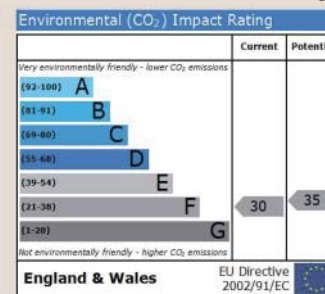 Environmental (CO₂) Impact Rating
Current Potenti
Very environmentally friendly - lower CO₂ emissions
(92-100) A
(81-91) B
(69-80) C
(55-68) D
(39-54) E
(21-38) F 30 35
(1-20) G
Not environmentally friendly - higher CO₂ emissions
England & Wales EU Directive 2002/91/EC